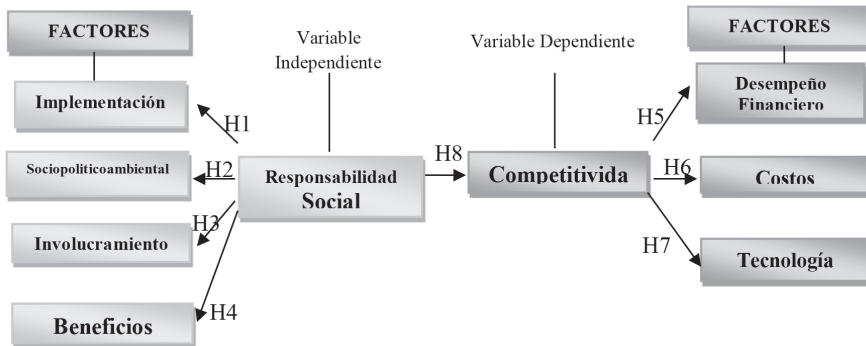 FACTORES
Implementación
H1
Sociopoliticoambiental
H2
Involucramiento
H3
Beneficios
H4
Variable
Independiente
Responsabilidad
Social
H8
Variable Dependiente
Competitivida
FACTORES
Desempeño
Financiero
H5
H6
Costos
H7
Tecnología